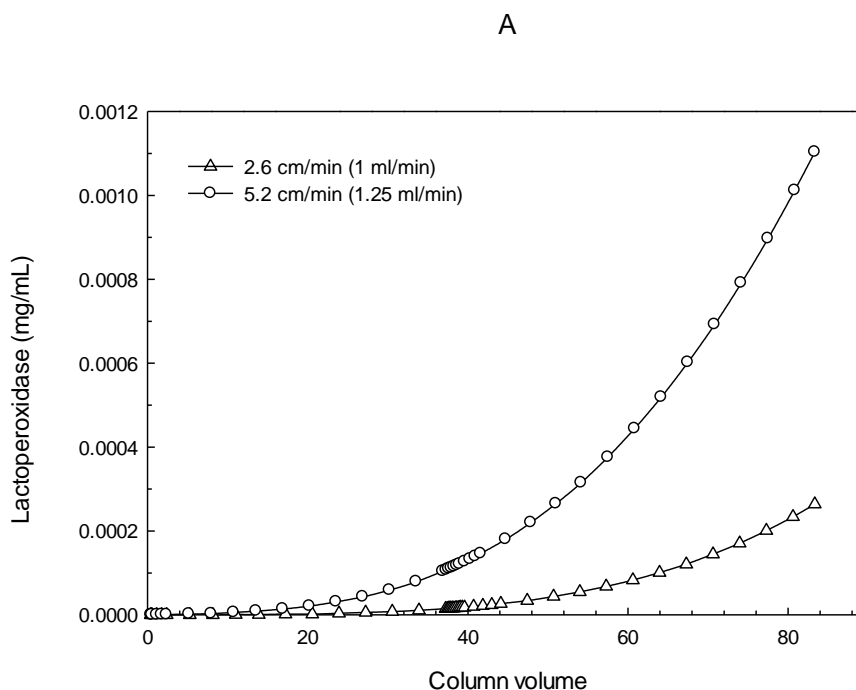 A
0.0012
0.0010
0.0008
0.0006
0.0004
0.0002
0.0000
Lactoperoxidase (mg/mL)
2.6 cm/min (1 ml/min)
5.2 cm/min (1.25 ml/min)
0 20 40 60 80
Column volume